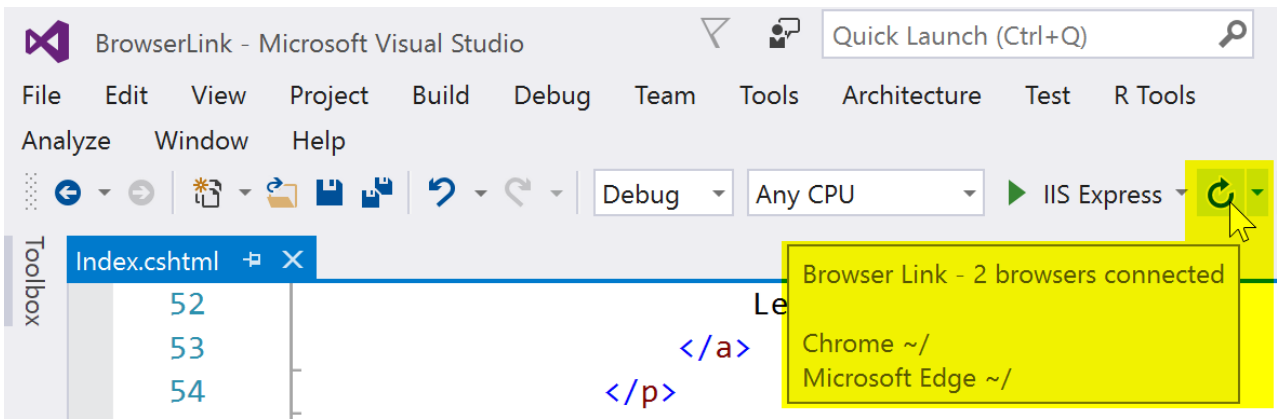 BrowserLink - Microsoft Visual Studio
Quick Launch (Ctrl+Q)
File Edit View Project Build Debug Team Tools Architecture Test R Tools
Analyze Window Help
Debug Any CPU IIS Express
Toolbox
Index.cshtml
Browser Link - 2 browsers connected
Chrome ~/
Microsoft Edge ~/
52 Le
53 </a>
54 </p>